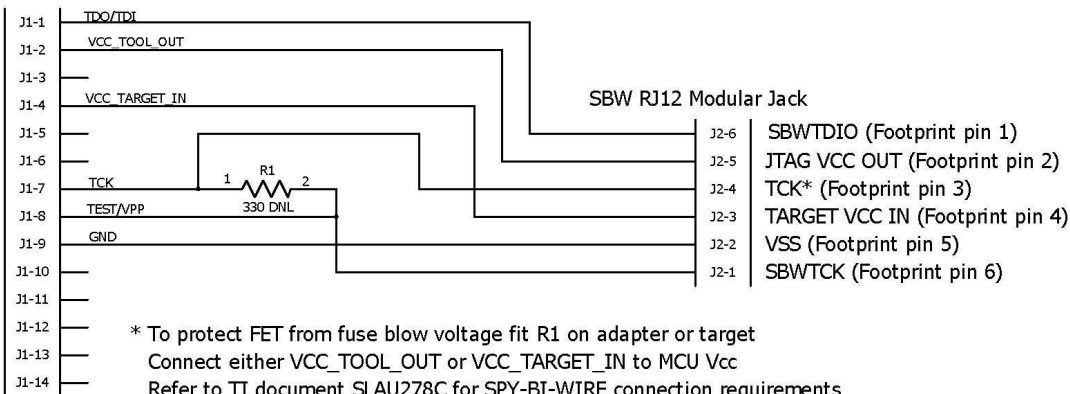 J1-1 TDO/TDI
J1-2 VCC_TOOL_OUT
J1-3
J1-4 VCC_TARGET_IN
J1-5
J1-6
J1-7 TCK
J1-8 TEST/VPP
J1-9 GND
J1-10
J1-11
J1-12
J1-13
J1-14
R1
1 2
330 DNL
SBW RJ12 Modular Jack
J2-6 SBWTDIO (Footprint pin 1)
J2-5 JTAG VCC OUT (Footprint pin 2)
J2-4 TCK* (Footprint pin 3)
J2-3 TARGET VCC IN (Footprint pin 4)
J2-2 VSS (Footprint pin 5)
J2-1 SBWTCK (Footprint pin 6)
* To protect FET from fuse blow voltage fit R1 on adapter or target
Connect either VCC_TOOL_OUT or VCC_TARGET_IN to MCU Vcc
Refer to TI document SLAU278C for SPY-BI-WIRE connection requirements